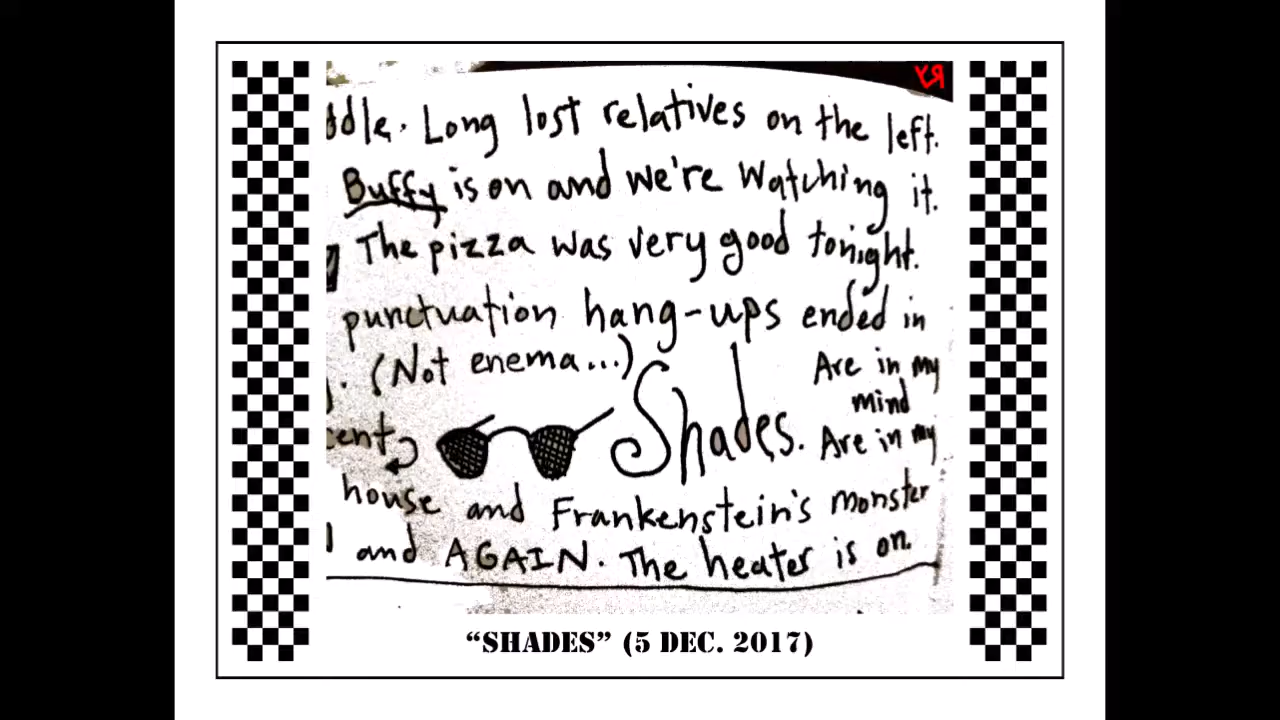 ddle. Long lost relatives on the left.
Buffy is on and we're watching it.
The pizza was very good tonight.
punctuation hang-ups ended in
. (Not enema...)
Shades.
Are in my
mind
Are in my
cent
house and Frankenstein's monster
and AGAIN. The heater is on.
“SHADES” (5 DEC. 2017)